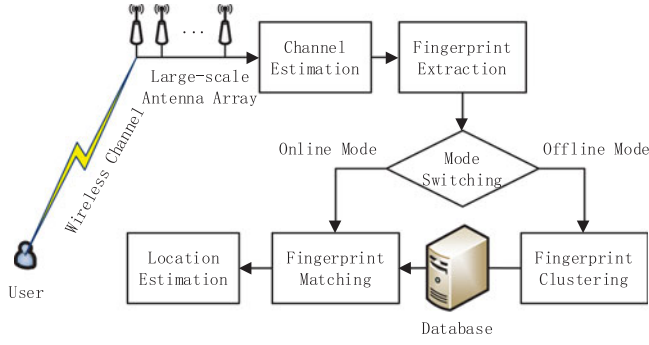 ...
Channel
Estimation
Fingerprint
Extraction
Large-scale
Antenna Array
Wireless Channel
Online Mode
Offline Mode
Mode
Switching
Location
Estimation
Fingerprint
Matching
Fingerprint
Clustering
User
Database